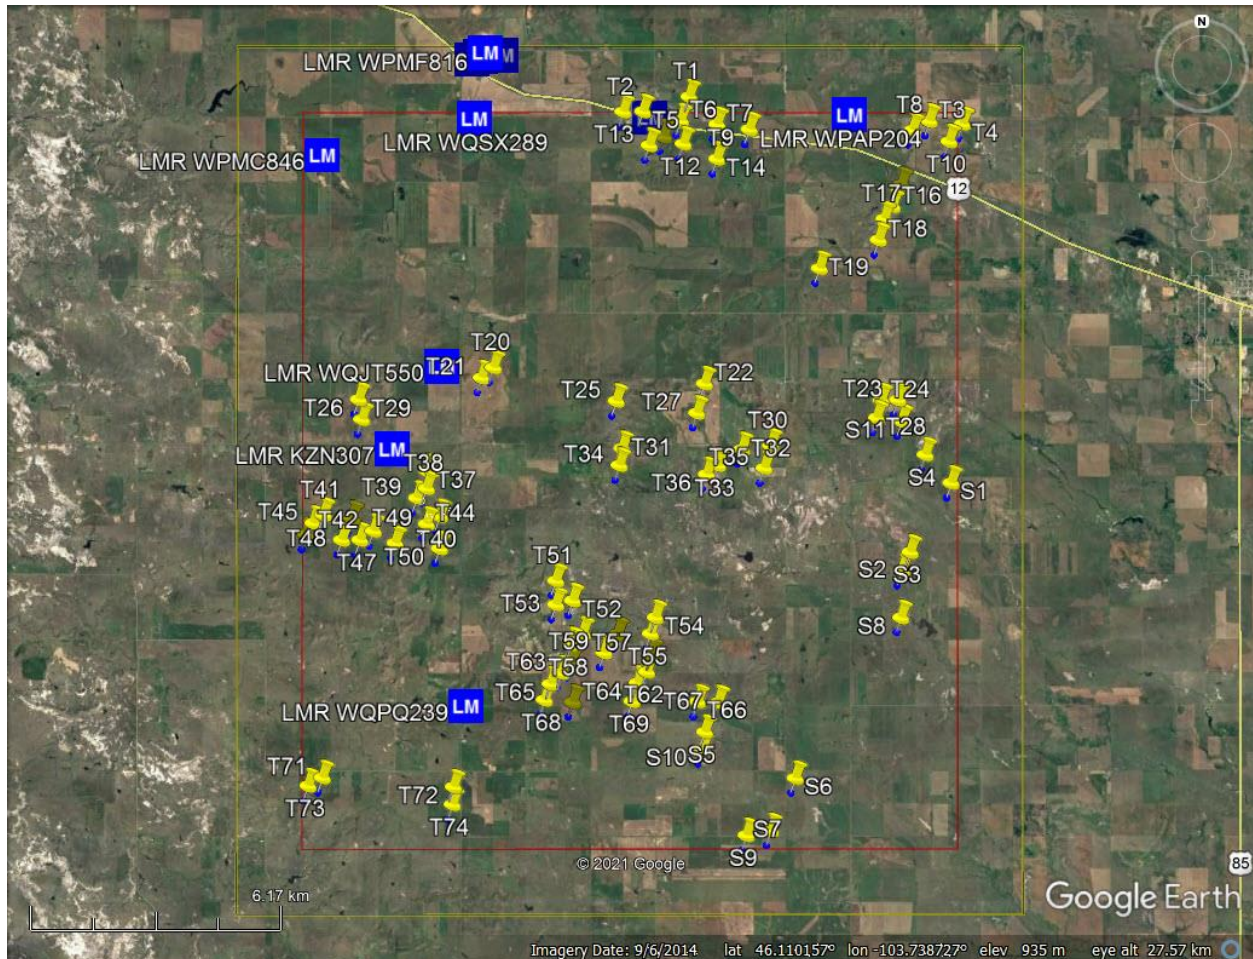 N
LMR WPMF816
LM
LM
LMR WQSX289
LM
LMR WPMC846
T1
T2
T5
T6
T7
T13
T9
T12
T14
LM
LMR WPAP204
T8
T3
T4
T10
12
T17
T16
T18
T19
T20
T21
LMR WQJT550
T26
T29
T25
T22
T27
T23
T24
S11
T28
LM
LMR KZN307
T38
T39
T37
T34
T31
T30
T35
T32
T36
T33
S4
S1
T41
T45
T42
T49
T44
T48
T47
T50
T40
T51
T53
T52
S2
S3
T54
S8
T59
T57
T63
T58
T55
T65
T64
T62
T67
T66
T68
T69
LM
LMR WQPQ239
S10
S5
T71
T73
T72
T74
S6
S7
S9
85
© 2021 Google
6.17 km
Google Earth
Imagery Date: 9/6/2014 lat 46.110157° lon -103.738727° elev 935 m eye alt 27.57 km